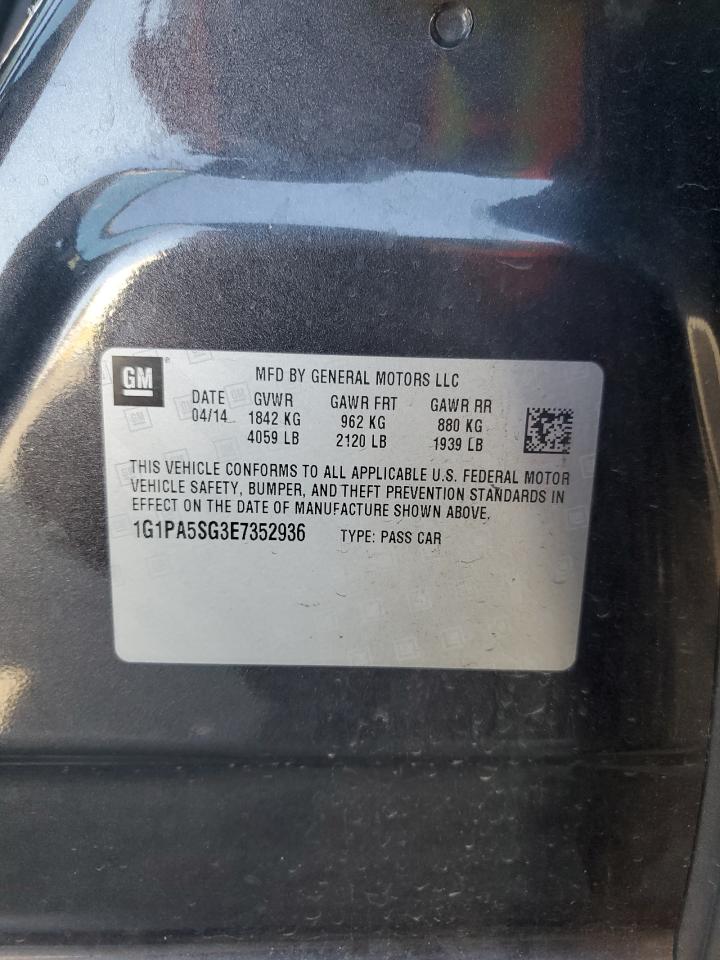 GM
MFD BY GENERAL MOTORS LLC
DATE GVWR GAWR FRT GAWR RR
04/14 1842 KG 962 KG 880 KG
4059 LB 2120 LB 1939 LB
THIS VEHICLE CONFORMS TO ALL APPLICABLE U.S. FEDERAL MOTOR
VEHICLE SAFETY, BUMPER, AND THEFT PREVENTION STANDARDS IN
EFFECT ON THE DATE OF MANUFACTURE SHOWN ABOVE.
1G1PA5SG3E7352936 TYPE: PASS CAR